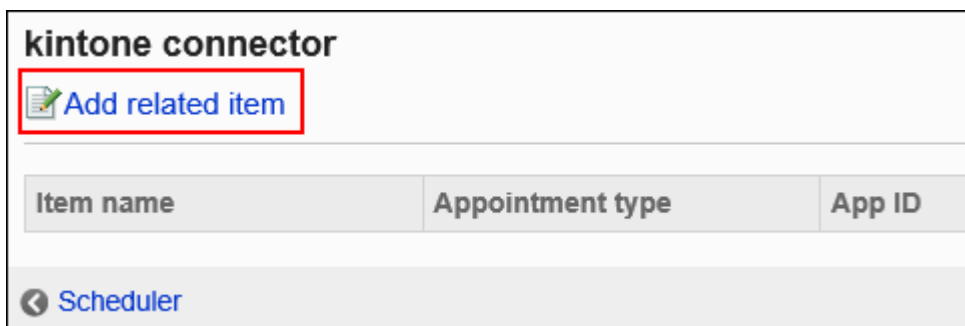 kintone connector
Add related item
Item name Appointment type App ID
Scheduler